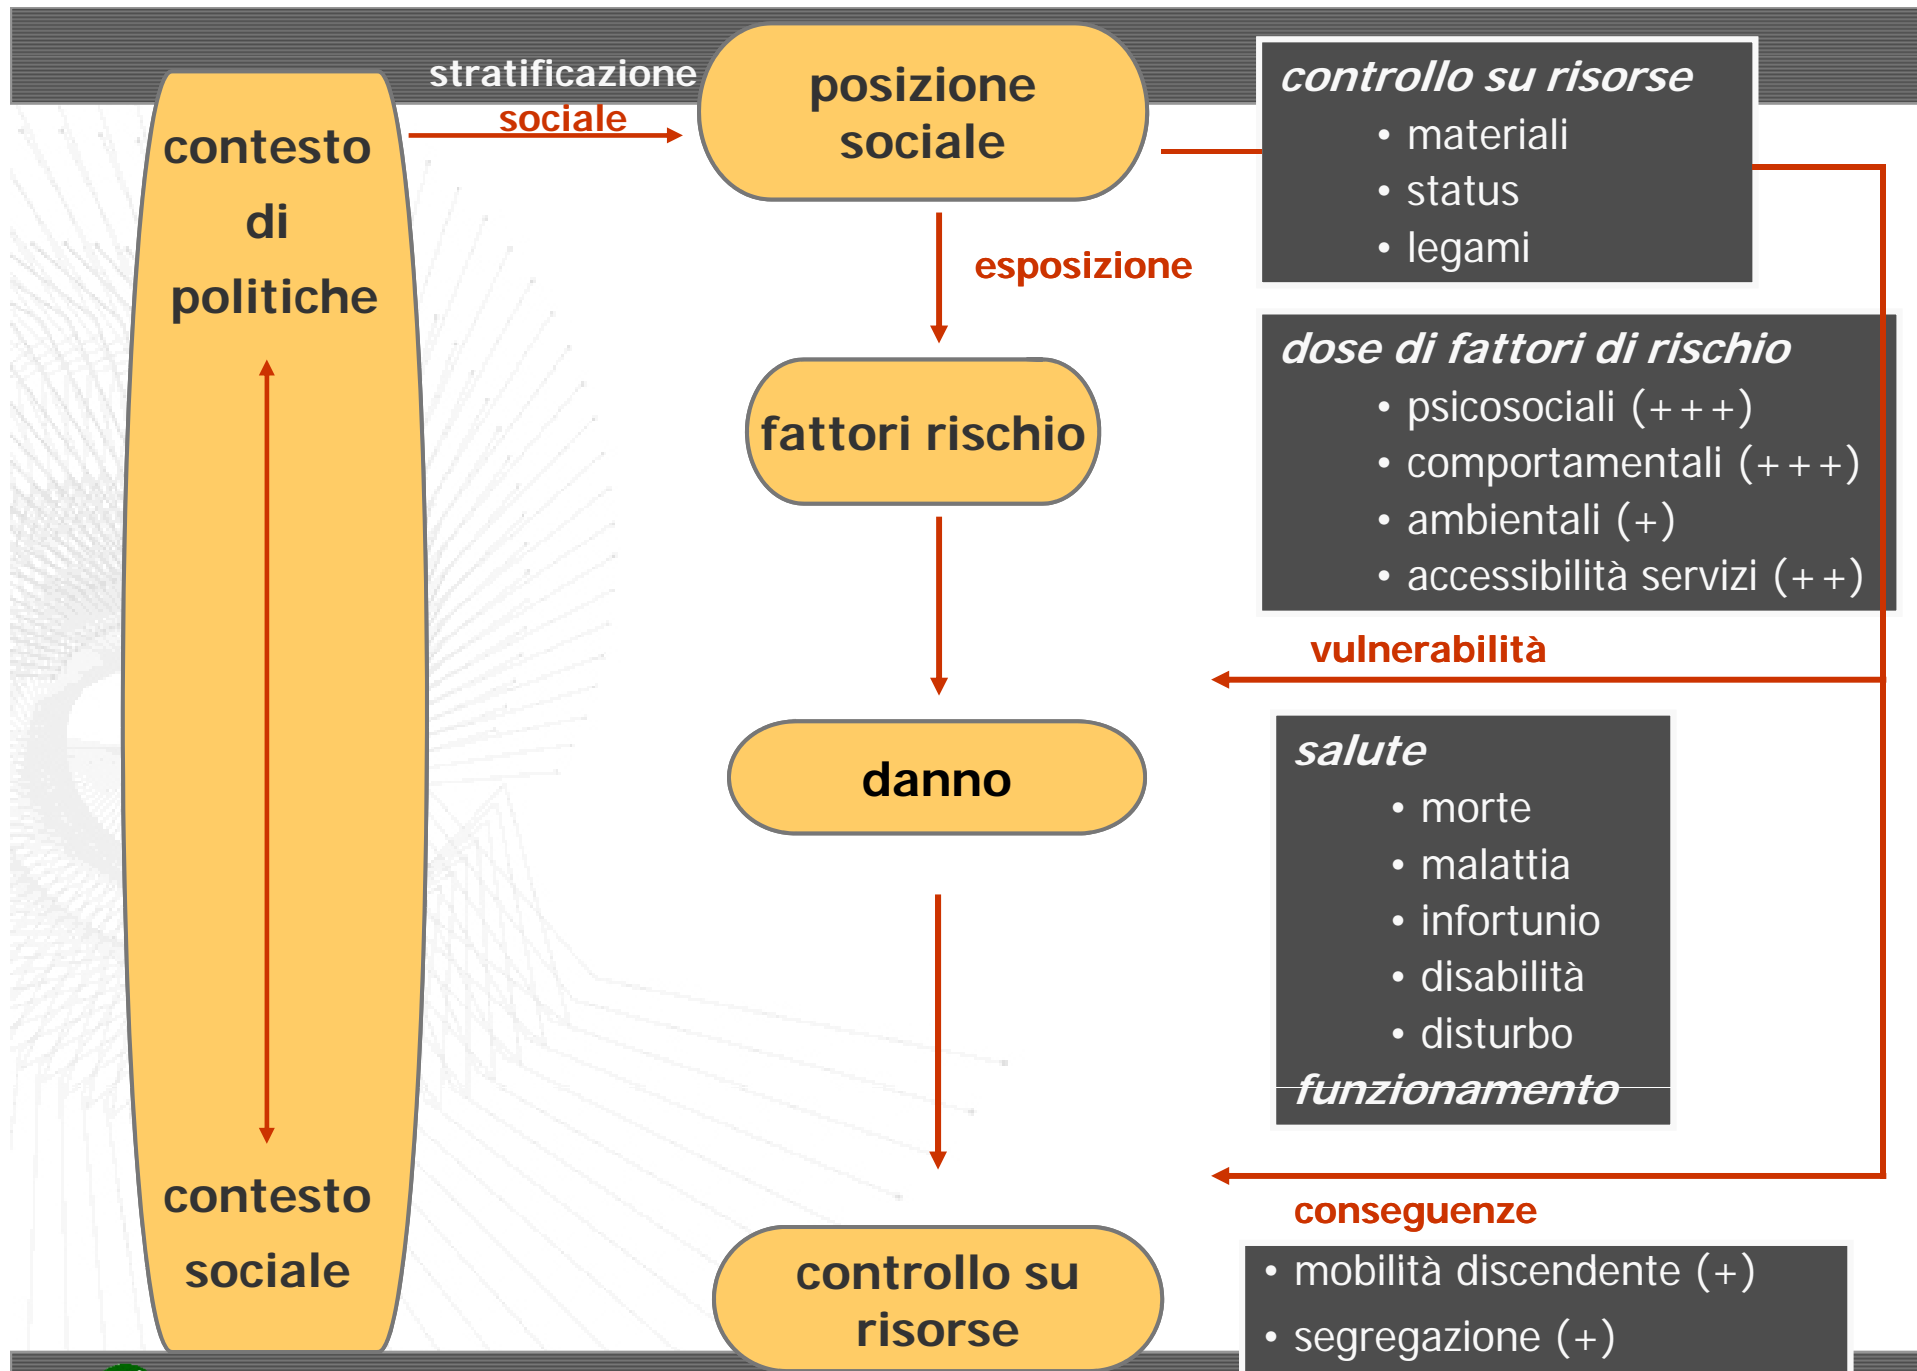 stratificazione
sociale
contesto
di
politiche
contesto
sociale
posizione
sociale
esposizione
fattori rischio
danno
controllo su
risorse
controllo su risorse
• materiali
• status
• legami
dose di fattori di rischio
• psicosociali (+++)
• comportamentali (+++)
• ambientali (+)
• accessibilità servizi (++)
vulnerabilità
salute
• morte
• malattia
• infortunio
• disabilità
• disturbo
funzionamento
conseguenze
• mobilità discendente (+)
• segregazione (+)